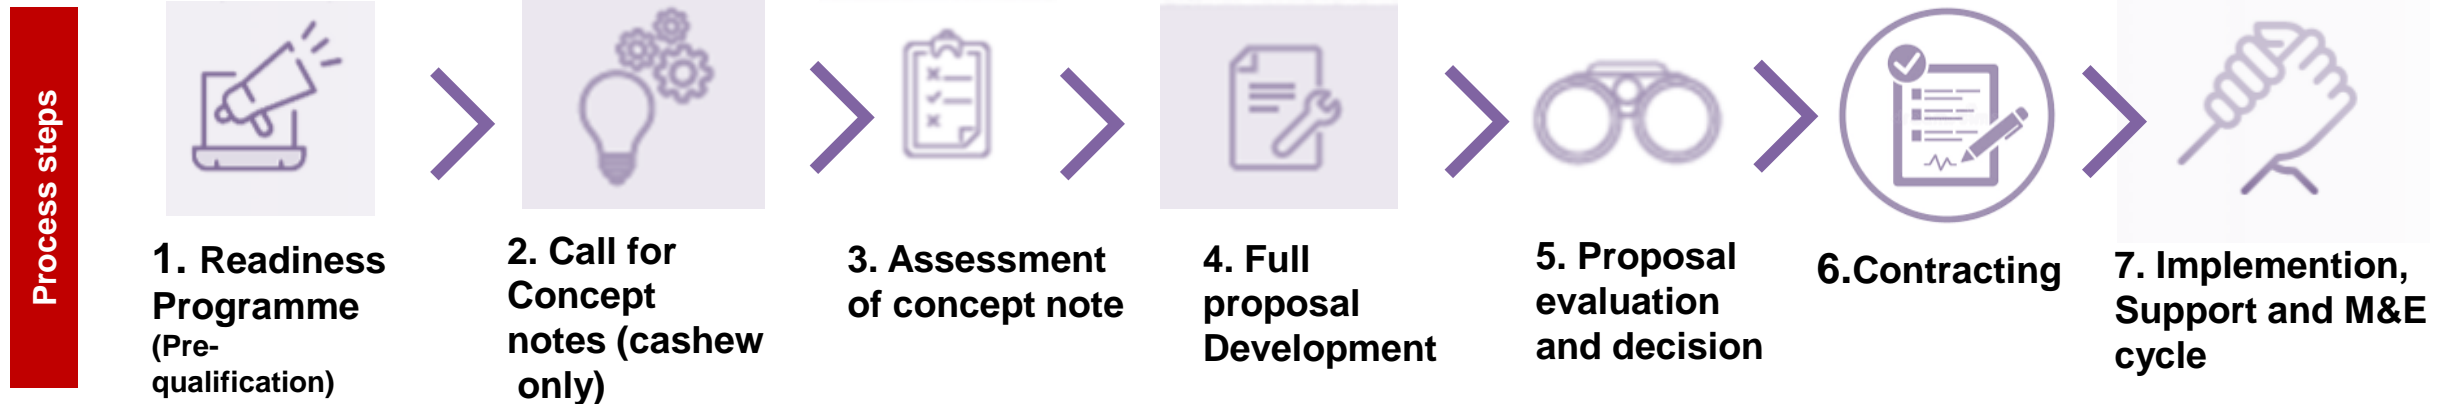 Process steps
1. Readiness
Programme
(Pre-
qualification)
2. Call for
Concept
notes (cashew
only)
3. Assessment
of concept note
4. Full
proposal
Development
5. Proposal
evaluation
and decision
6.Contracting
7. Implemention,
Support and M&E
cycle